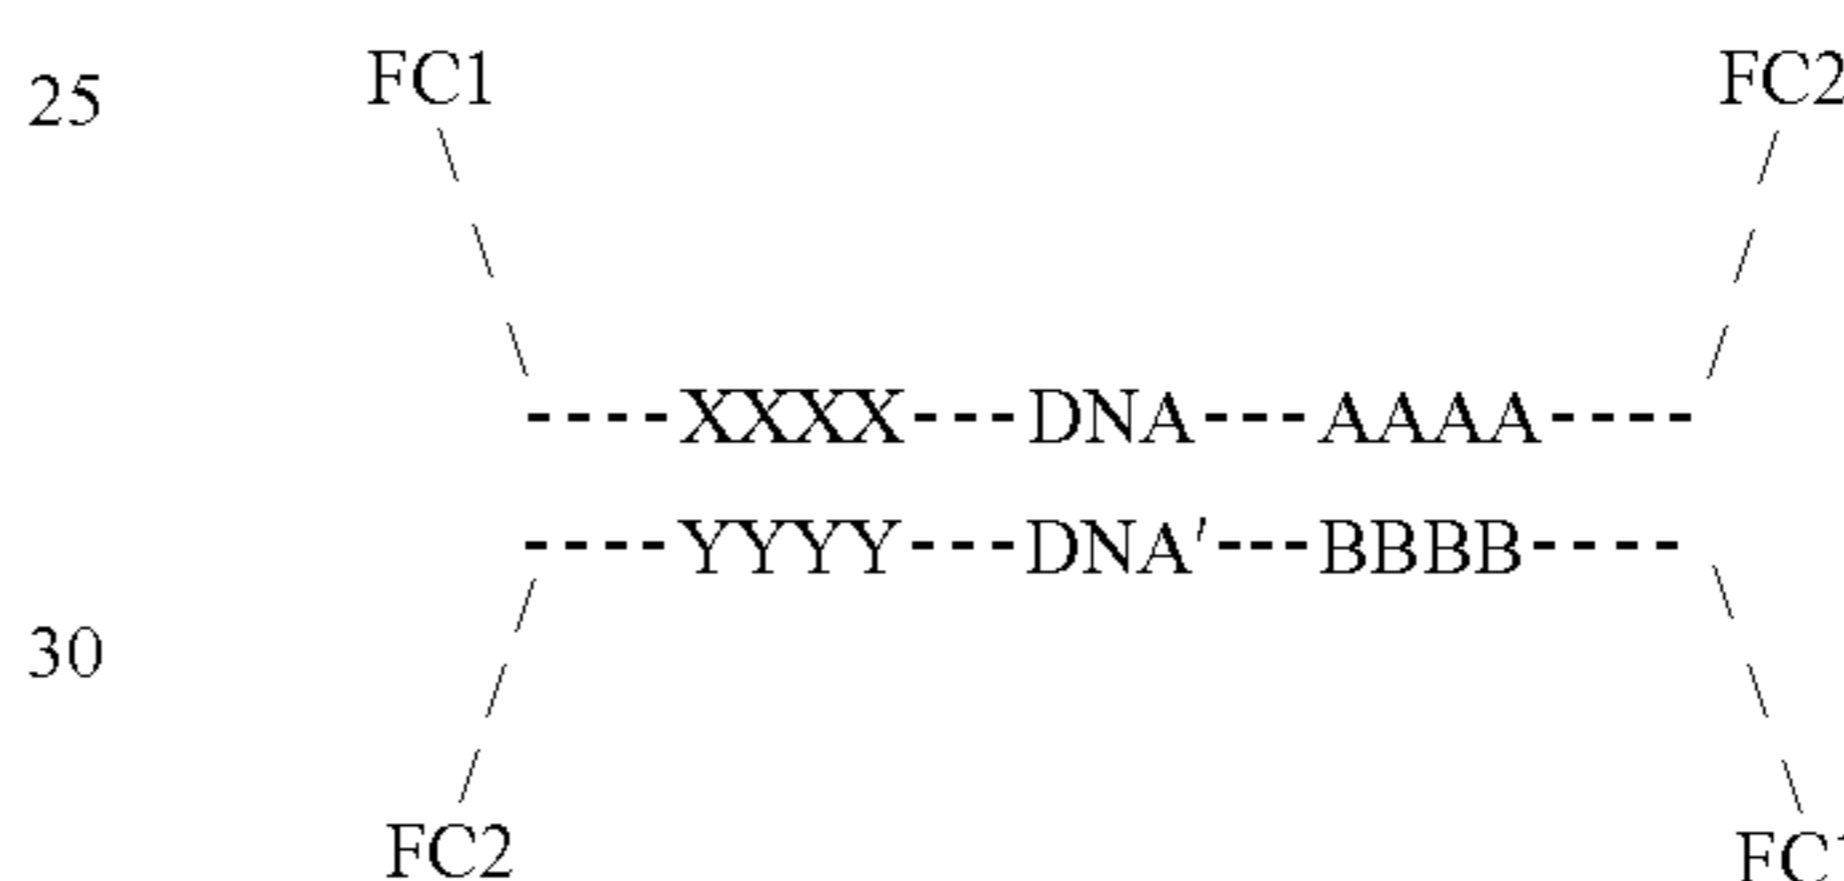 25 FC1 FC2
----XXXX---DNA---AAAA----
----YYYY---DNA'---BBBB----
30
FC2